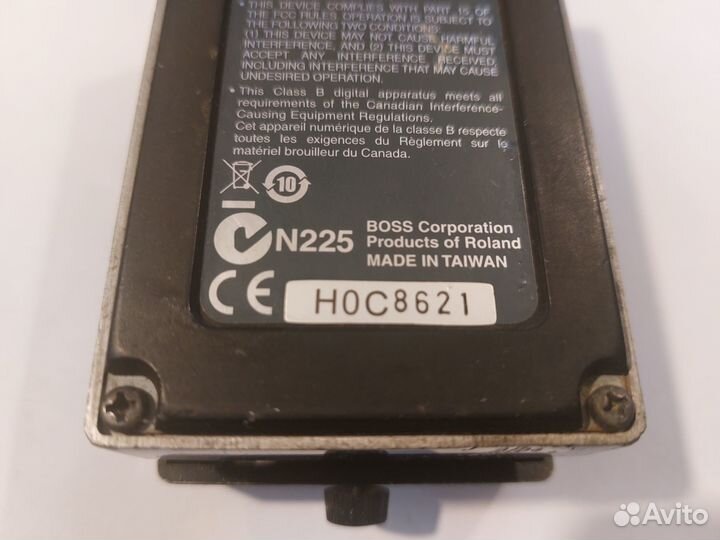 THIS DEVICE COMPLIES WITH PART 15 OF
THE FCC RULES. OPERATION IS SUBJECT TO
THE FOLLOWING TWO CONDITIONS:
(1) THIS DEVICE MAY NOT CAUSE HARMFUL
INTERFERENCE, AND (2) THIS DEVICE MUST
ACCEPT ANY INTERFERENCE RECEIVED,
INCLUDING INTERFERENCE THAT MAY CAUSE
UNDESIRED OPERATION.
• This Class B digital apparatus meets all
requirements of the Canadian Interference-
Causing Equipment Regulations.
Cet appareil numérique de la classe B respecte
toutes les exigences du Règlement sur le
matériel brouilleur du Canada.
10
N225
BOSS Corporation
Products of Roland
MADE IN TAIWAN
CE
H0C8621
Avito